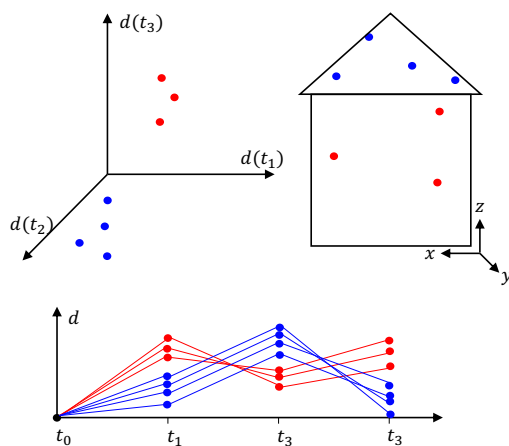 d(t₃)
d(t₁)
d(t₂)
z
x
y
d
t₀ t₁ t₃ t₃